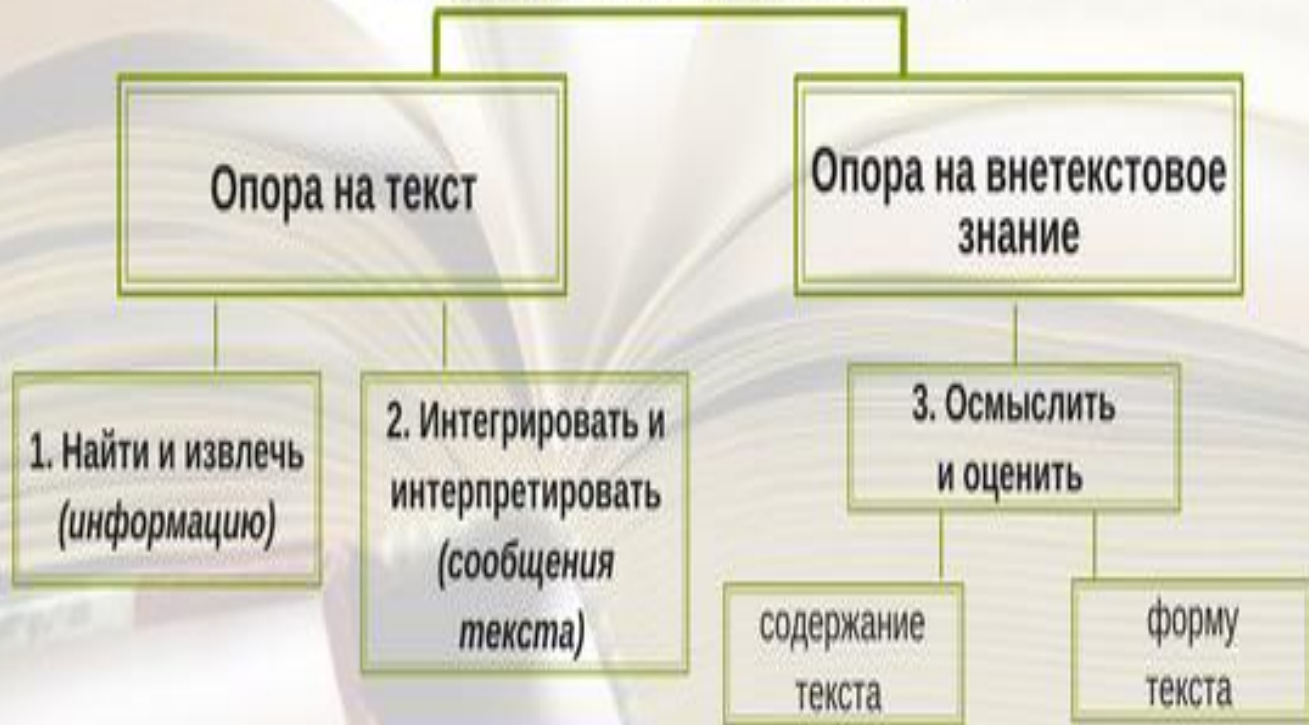 Опора на текст
Опора на внетекстовое
знание
1. Найти и извлечь
(информацию)
2. Интегрировать и
интерпретировать
(сообщения
текста)
3. Осмыслить
и оценить
содержание
текста
форму
текста